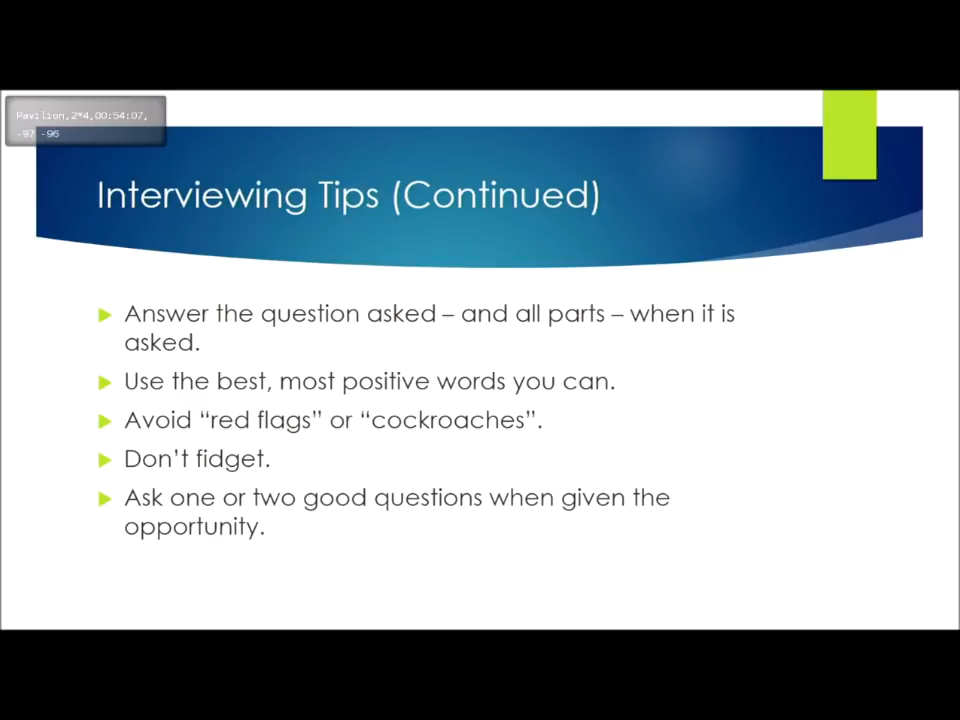 Pavilion,2*4,00:54:07,
-97 -96
Interviewing Tips (Continued)
Answer the question asked – and all parts – when it is
asked.
Use the best, most positive words you can.
Avoid “red flags” or “cockroaches”.
Don’t fidget.
Ask one or two good questions when given the
opportunity.